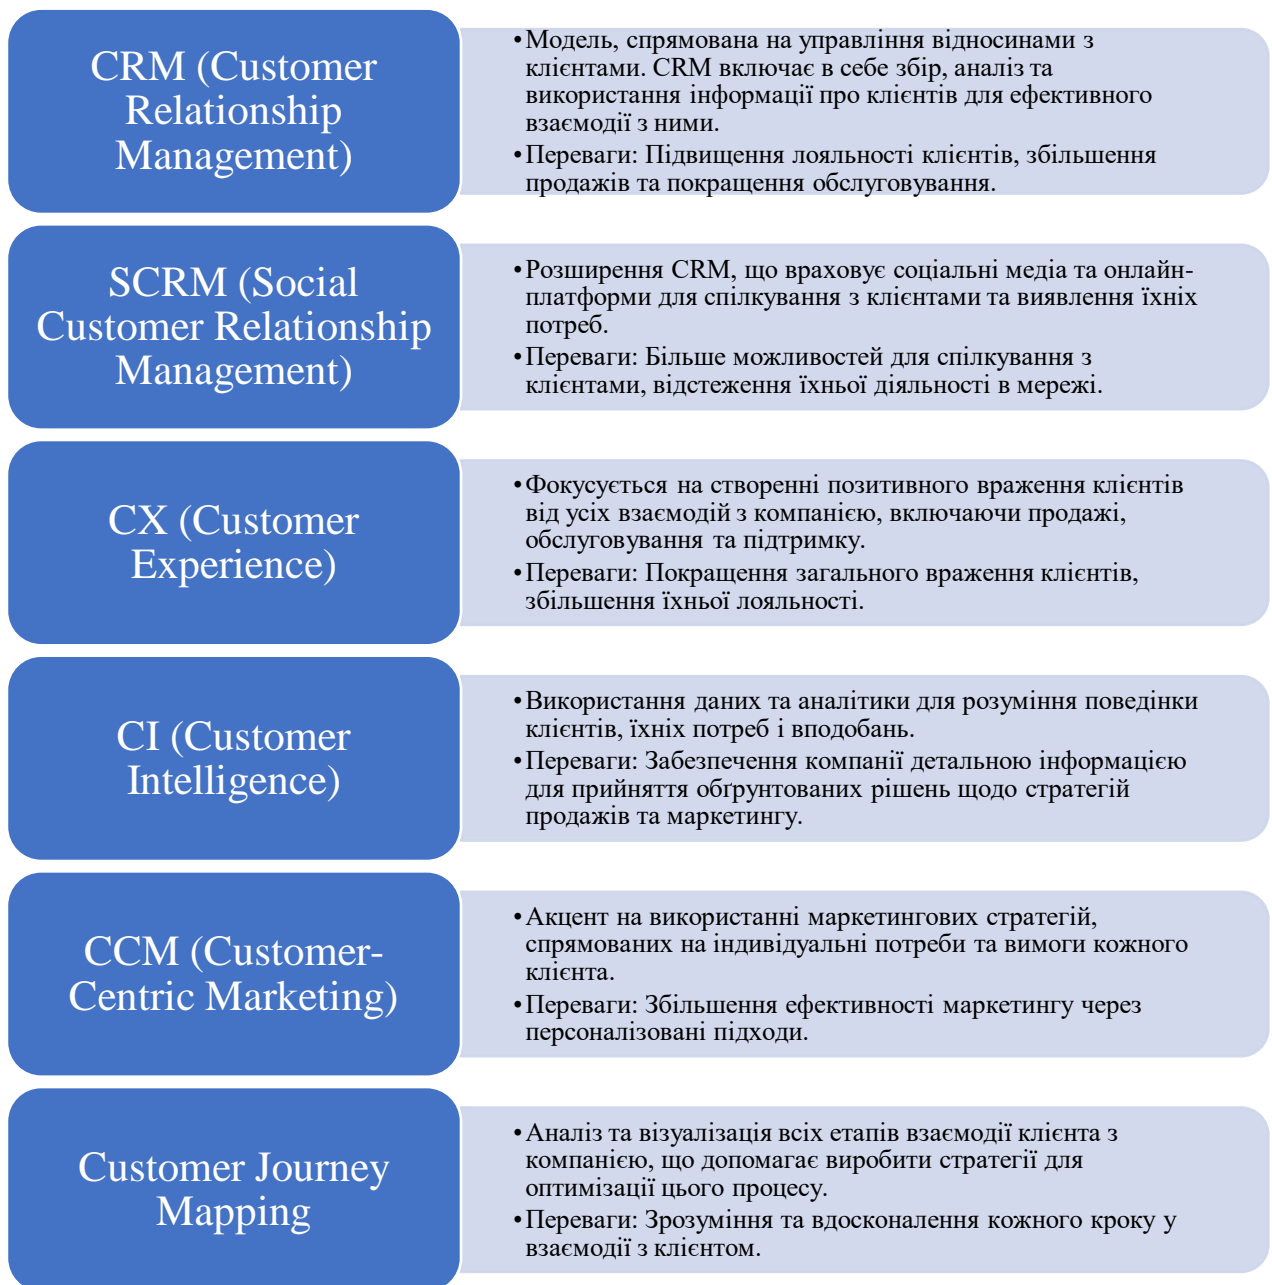 CRM (Customer
Relationship
Management)
•Модель, спрямована на управління відносинами з
клієнтами. CRM включає в себе збір, аналіз та
використання інформації про клієнтів для ефективного
взаємодії з ними.
•Переваги: Підвищення лояльності клієнтів, збільшення
продажів та покращення обслуговування.
SCRM (Social
Customer Relationship
Management)
•Розширення CRM, що враховує соціальні медіа та онлайн-
платформи для спілкування з клієнтами та виявлення їхніх
потреб.
•Переваги: Більше можливостей для спілкування з
клієнтами, відстеження їхньої діяльності в мережі.
CX (Customer
Experience)
•Фокусується на створенні позитивного враження клієнтів
від усіх взаємодій з компанією, включаючи продажі,
обслуговування та підтримку.
•Переваги: Покращення загального враження клієнтів,
збільшення їхньої лояльності.
CI (Customer
Intelligence)
•Використання даних та аналітики для розуміння поведінки
клієнтів, їхніх потреб і вподобань.
•Переваги: Забезпечення компанії детальною інформацією
для прийняття обґрунтованих рішень щодо стратегій
продажів та маркетингу.
CCM (Customer-
Centric Marketing)
•Акцент на використанні маркетингових стратегій,
спрямованих на індивідуальні потреби та вимоги кожного
клієнта.
•Переваги: Збільшення ефективності маркетингу через
персоналізовані підходи.
Customer Journey
Mapping
•Аналіз та візуалізація всіх етапів взаємодії клієнта з
компанією, що допомагає виробити стратегії для
оптимізації цього процесу.
•Переваги: Зрозуміння та вдосконалення кожного кроку у
взаємодії з клієнтом.